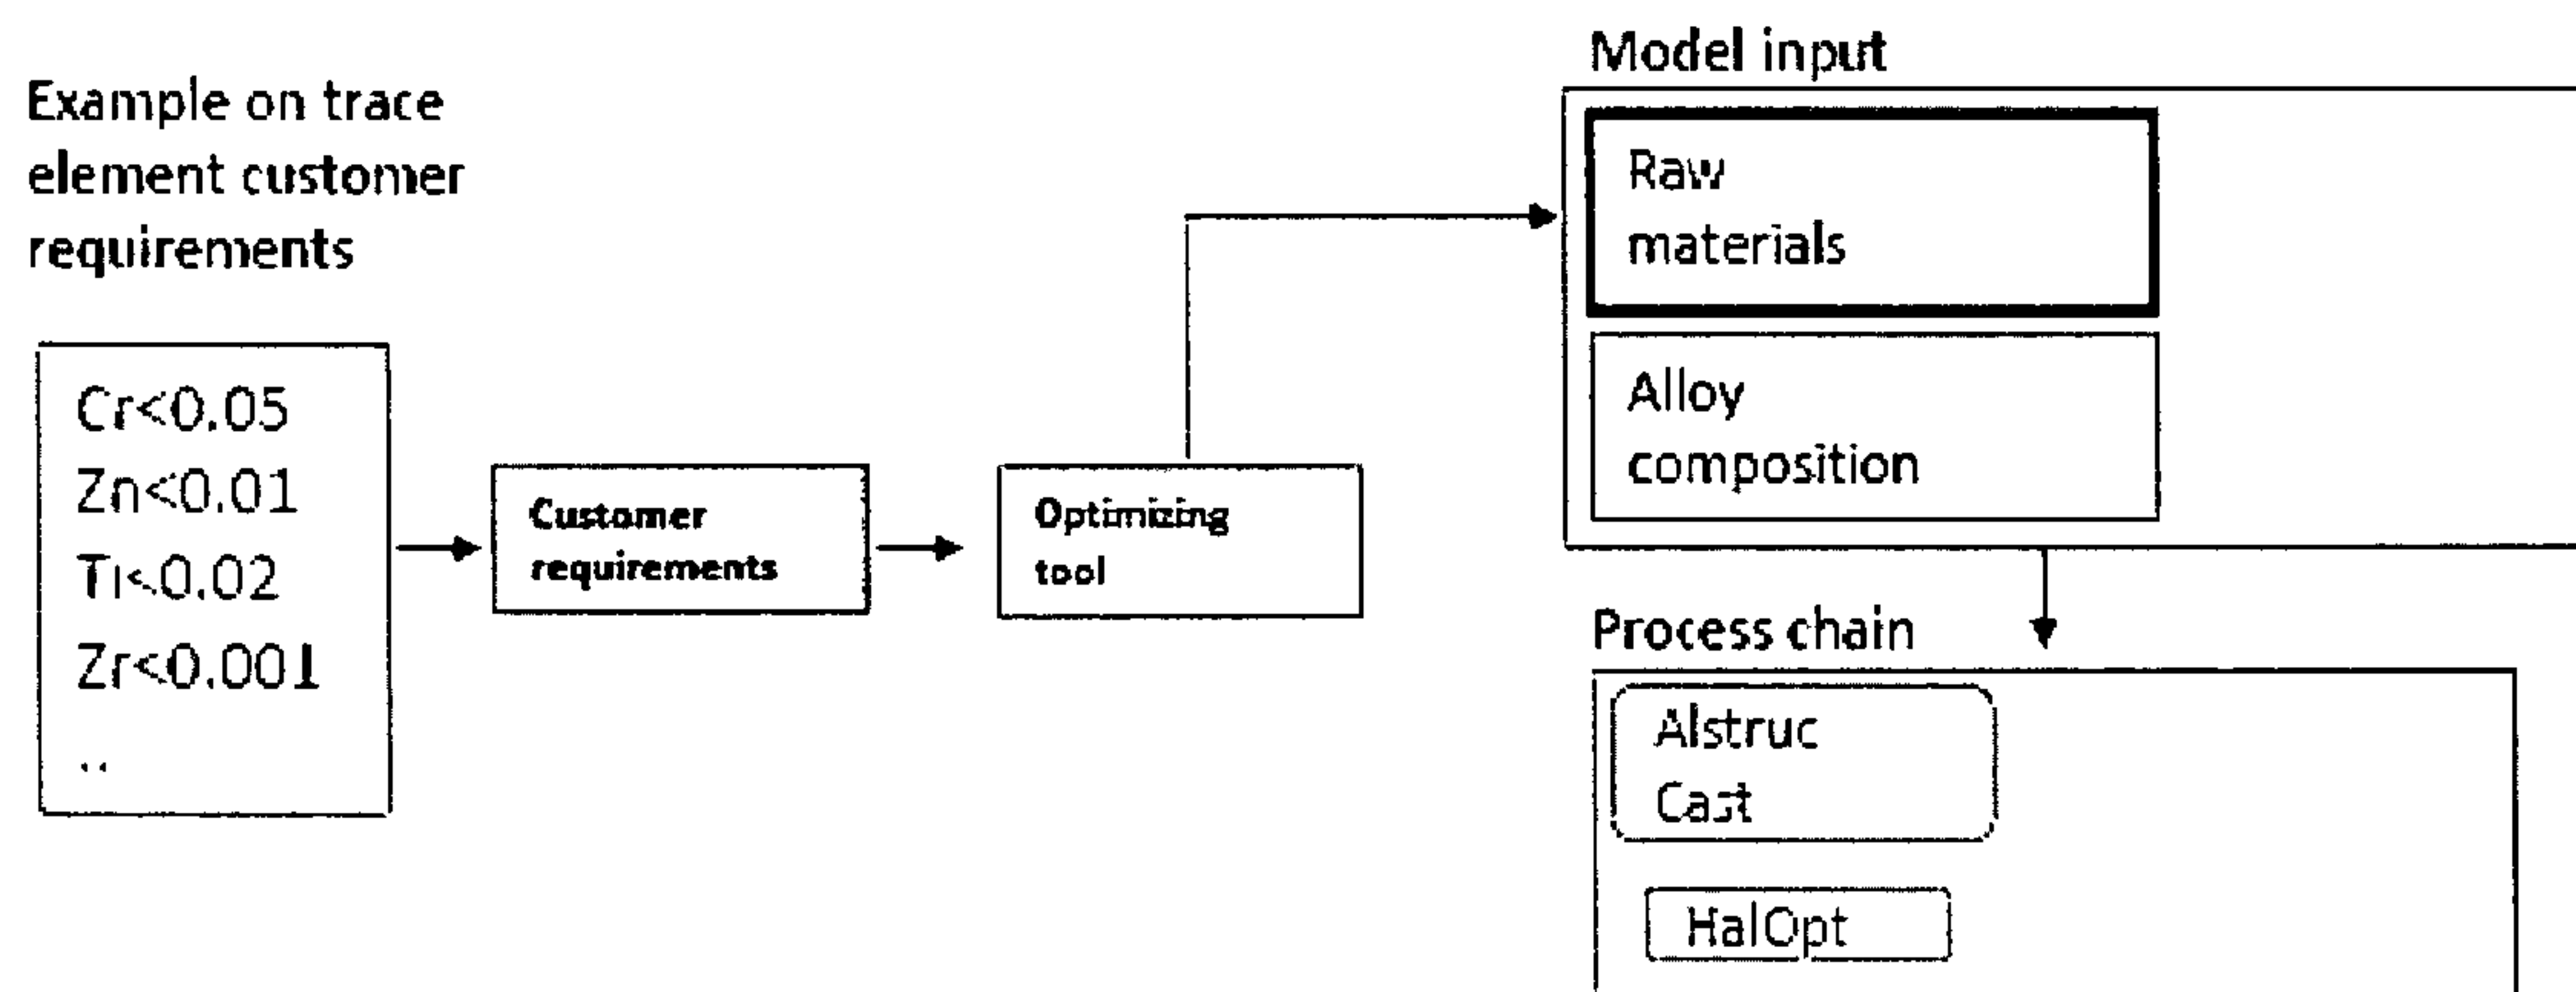 Example on trace
element customer
requirements
Cr<0.05
Zn<0.01
Ti<0.02
Zr<0.001
..
Customer
requirements
Optimizing
tool
Model input
Raw
materials
Alloy
composition
Process chain
Alstruc
Cast
HalOpt